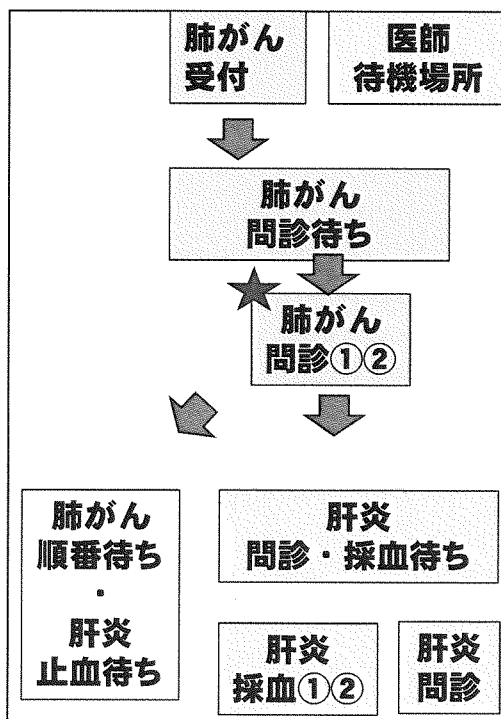 肺がん
受付
医師
待機場所
肺がん
問診待ち
肺がん
問診①②
肺がん
順番待ち
・
肝炎
止血待ち
肝炎
問診・採血待ち
肝炎
採血①②
肝炎
問診